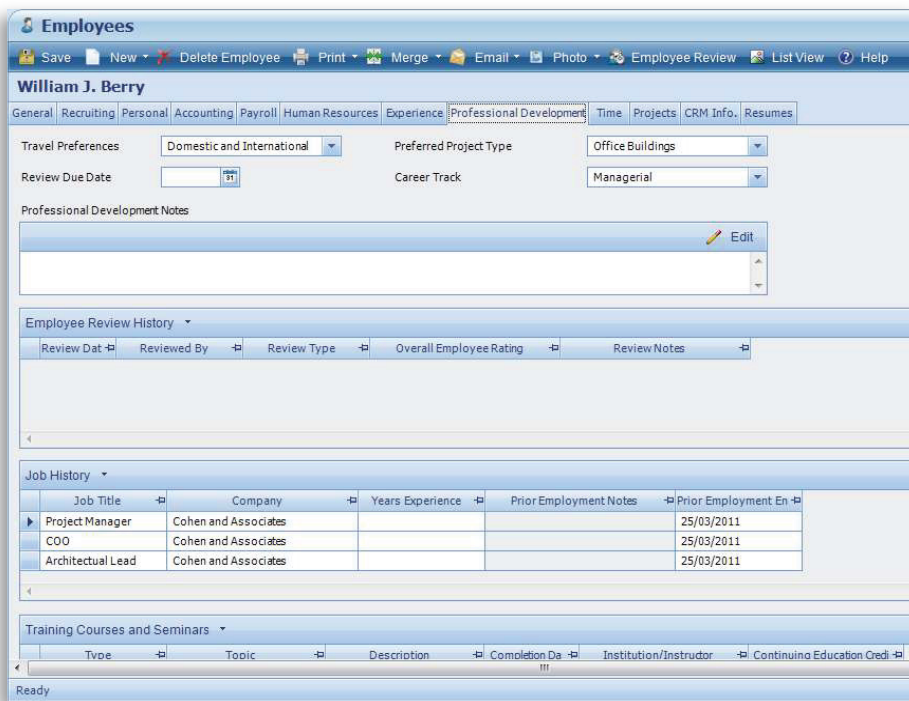 Employees
Save New Delete Employee Print Merge Email Photo Employee Review List View Help
William J. Berry
General Recruiting Personal Accounting Payroll Human Resources Experience Professional Development Time Projects CRM Info. Resumes
Travel Preferences Domestic and International Preferred Project Type Office Buildings
Review Due Date 31 Career Track Managerial
Professional Development Notes
Edit
Employee Review History
Review Dat Reviewed By Review Type Overall Employee Rating Review Notes
Job History
Job Title Company Years Experience Prior Employment Notes Prior Employment En
Project Manager Cohen and Associates 25/03/2011
COO Cohen and Associates 25/03/2011
Architectual Lead Cohen and Associates 25/03/2011
Training Courses and Seminars
Type Topic Description Completion Da Institution/Instructor Continuing Education Credi
Ready